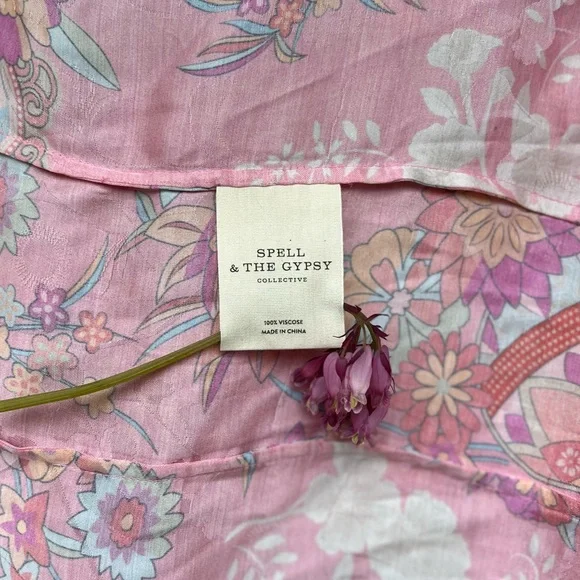 SPELL
& THE GYPSY
COLLECTIVE
100% VISCOSE
MADE IN CHINA